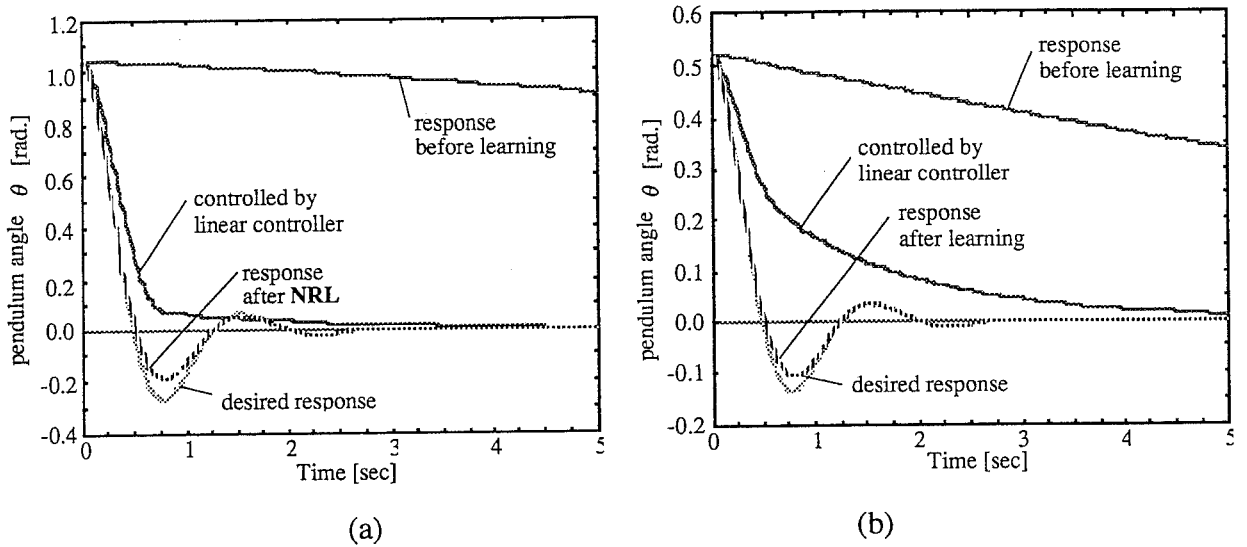 1.2
1.0
0.8
0.6
0.4
0.2
0.0
-0.2
-0.4
pendulum angle θ [rad.]
response
before learning
controlled by
linear controller
response
after NRL
desired response
0
1
2
3
4
5
Time [sec]
(a)
0.6
0.5
0.4
0.3
0.2
0.1
0.0
-0.1
-0.2
pendulum angle θ [rad.]
response
before learning
controlled by
linear controller
response
after learning
desired response
0
1
2
3
4
5
Time [sec]
(b)